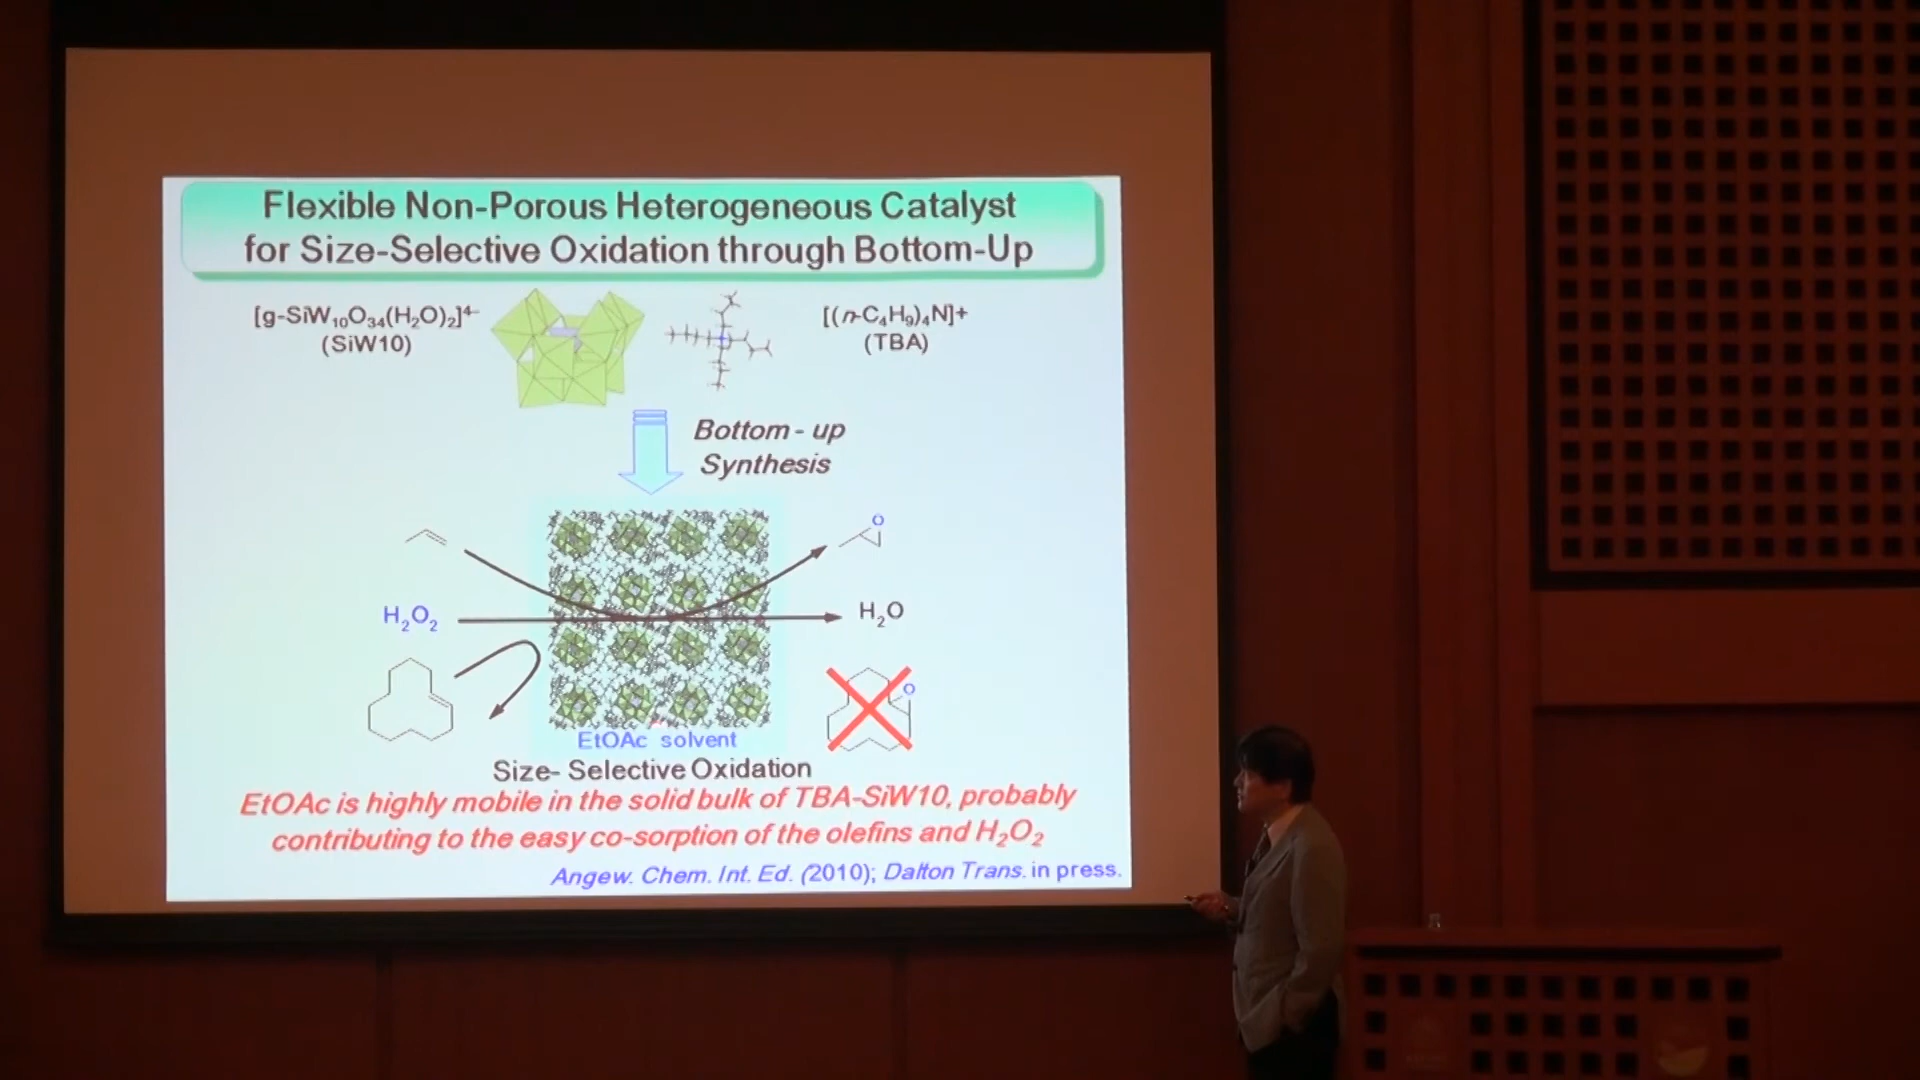 Flexible Non-Porous Heterogeneous Catalyst
for Size-Selective Oxidation through Bottom-Up
[g-SiW10O34(H2O)2]4-
(SiW10)
[(n-C4H9)4N]+
(TBA)
Bottom - up
Synthesis
O
H2O2
H2O
O
EtOAc solvent
Size- Selective Oxidation
EtOAc is highly mobile in the solid bulk of TBA-SiW10, probably
contributing to the easy co-sorption of the olefins and H2O2
Angew. Chem. Int. Ed. (2010); Dalton Trans. in press.